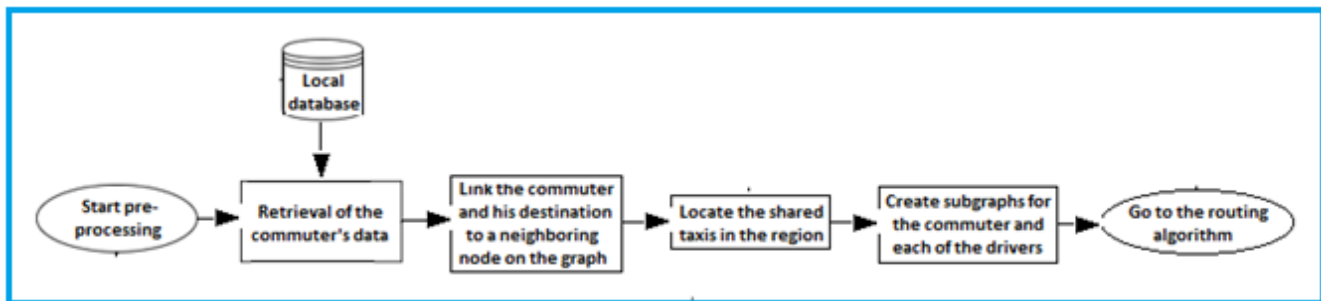 Local
database
Start pre-
processing
Retrieval of the
commuter's data
Link the commuter
and his destination
to a neighboring
node on the graph
Locate the shared
taxis in the region
Create subgraphs for
the commuter and
each of the drivers
Go to the routing
algorithm